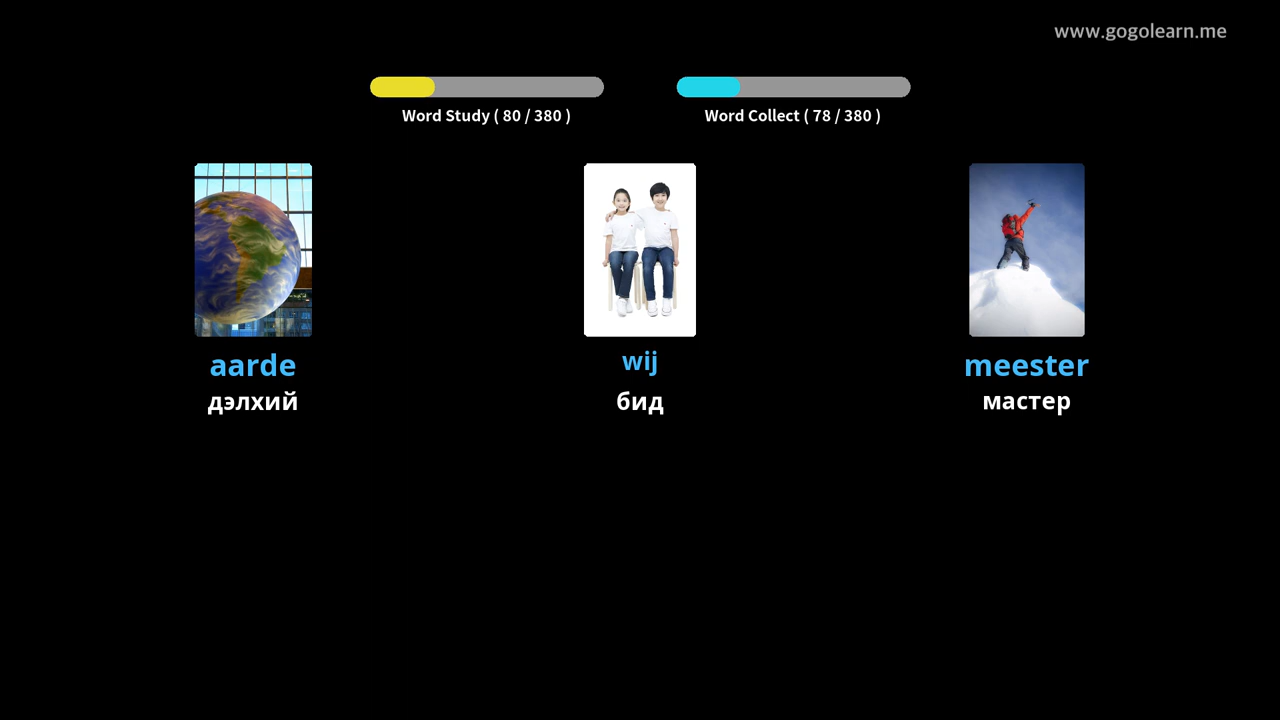 www.gogolearn.me
Word Study ( 80 / 380 )
Word Collect ( 78 / 380 )
aarde
дэлхий
wij
бид
meester
мастер